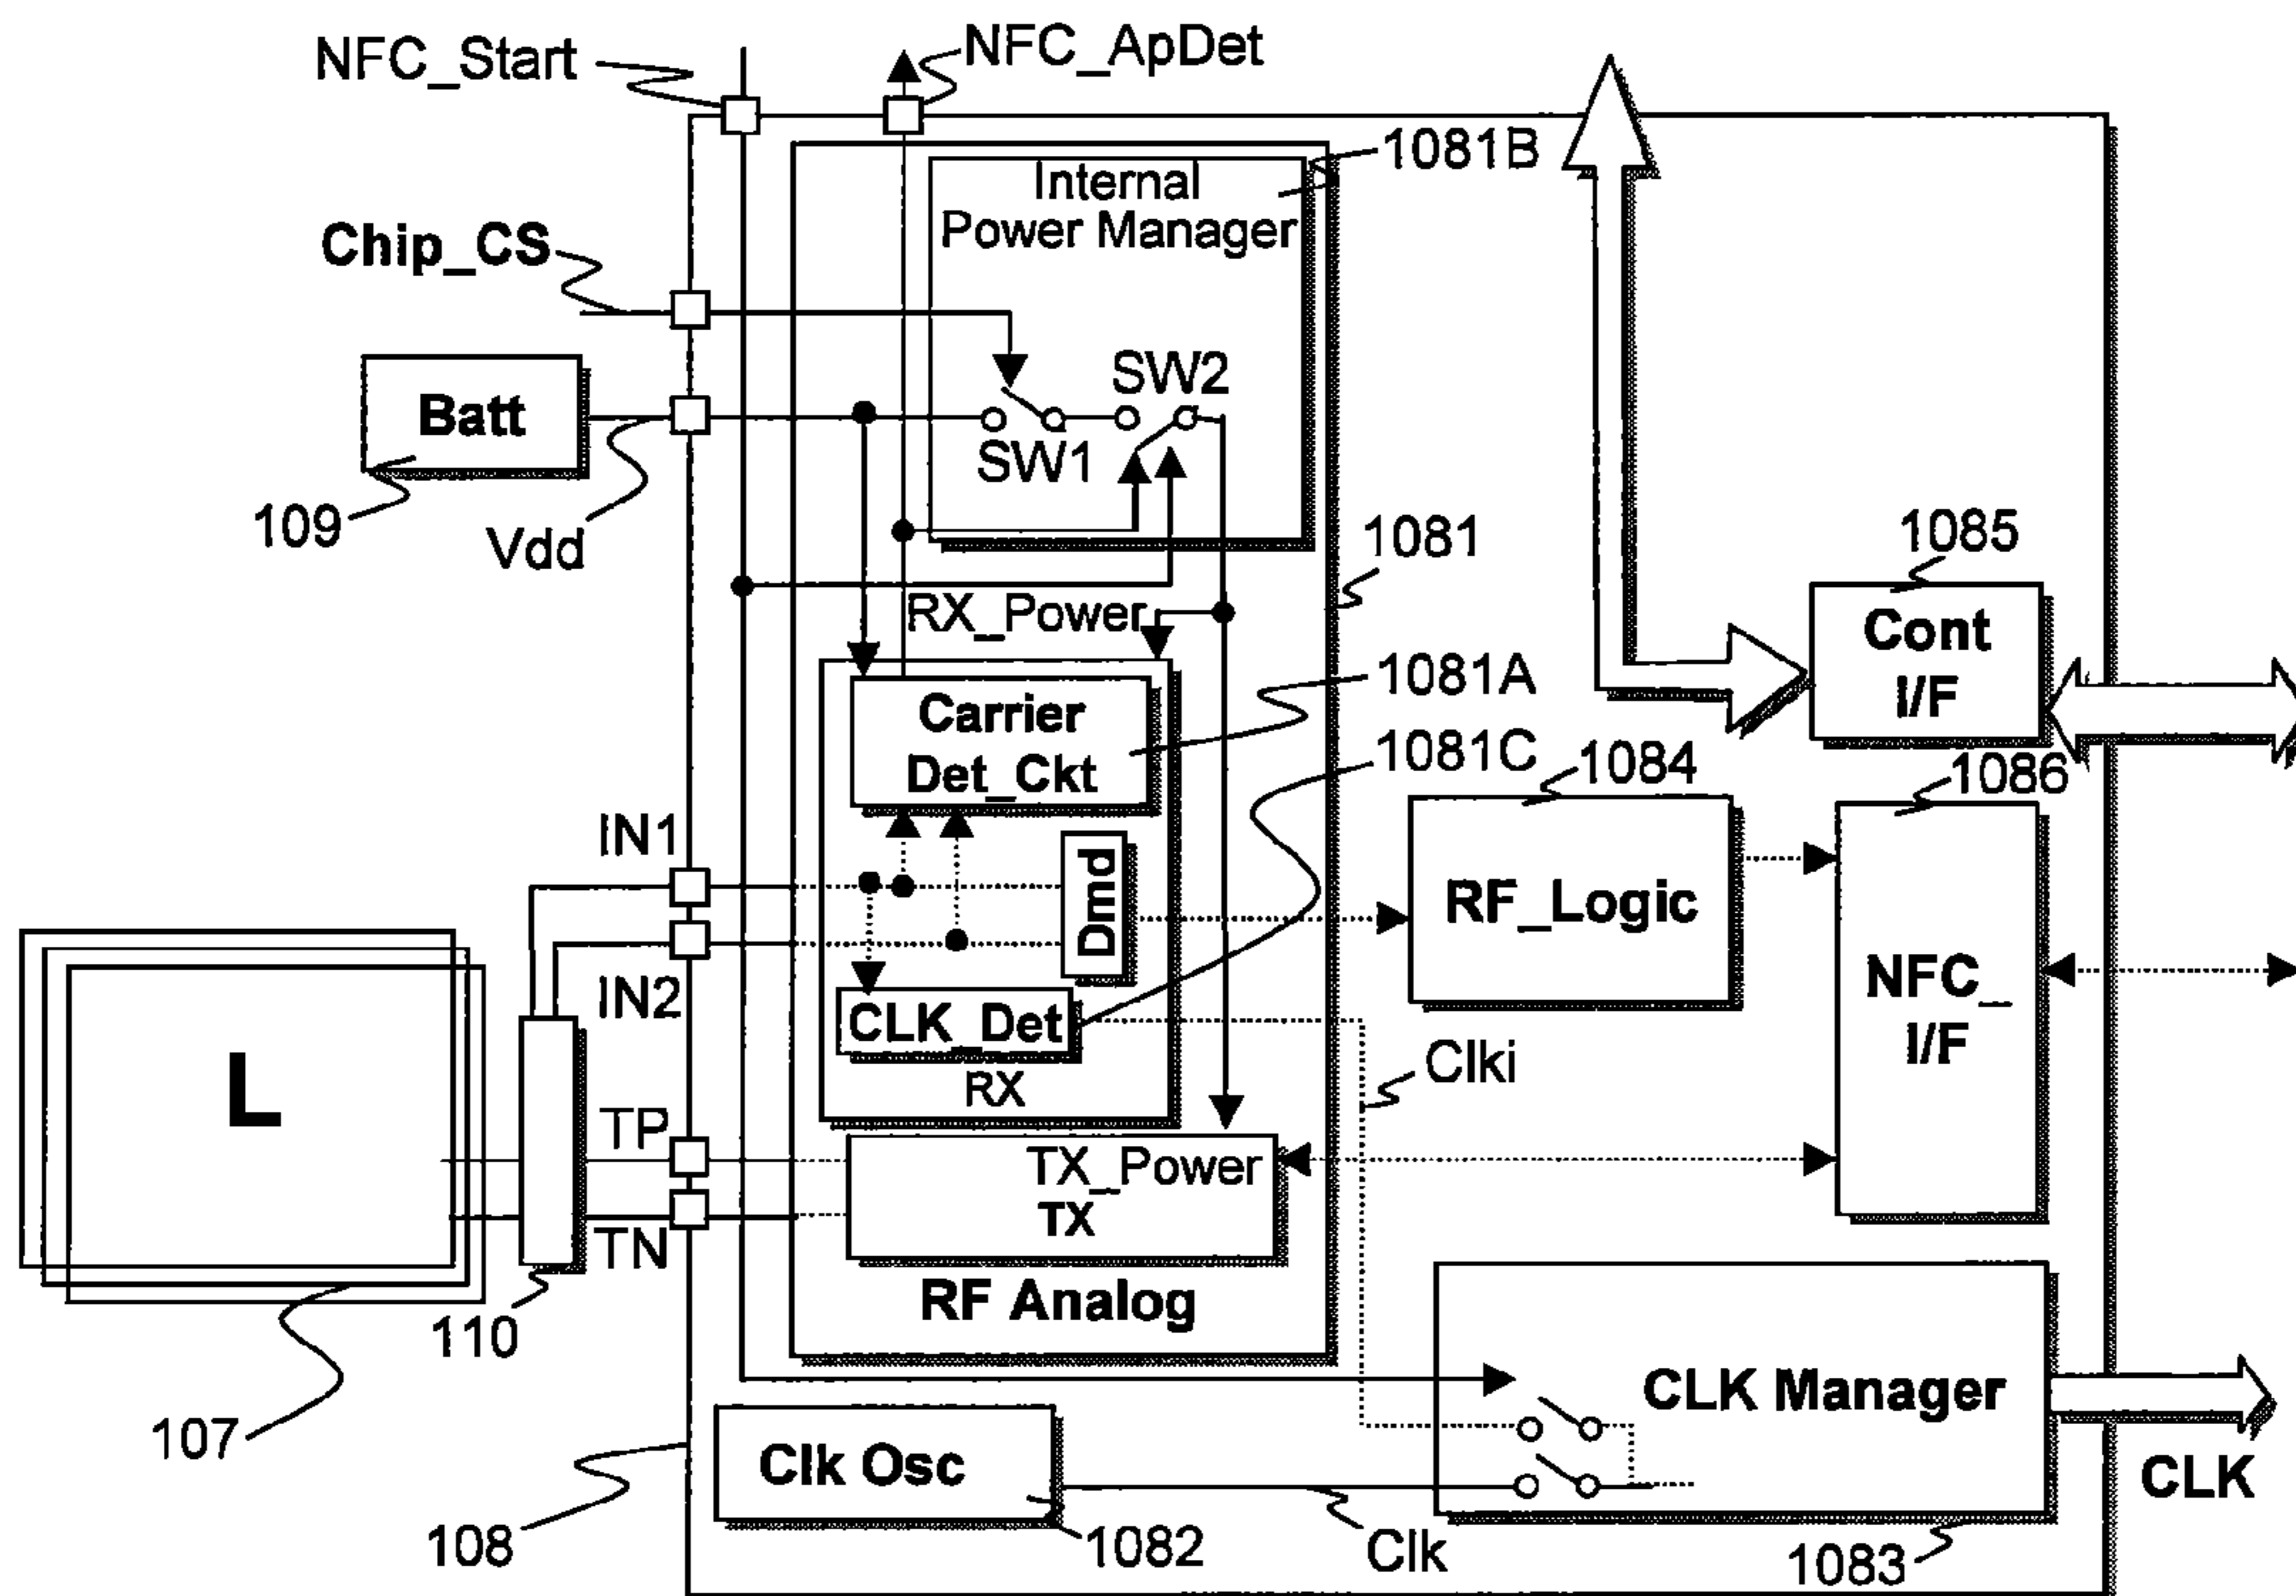 NFC_Start
NFC_ApDet
1081B
Internal
Power Manager
Chip_CS
SW2
Batt
SW1
109
Vdd
1081
1085
RX_Power
Cont
I/F
1081A
Carrier
Det_Ckt
1081C
1084
1086
IN1
Dmd
RF_Logic
IN2
NFC_
I/F
CLK_Det
L
Clki
RX
TP
TX_Power
TX
TN
RF Analog
110
CLK Manager
107
Clk Osc
CLK
108
1082
Clk
1083